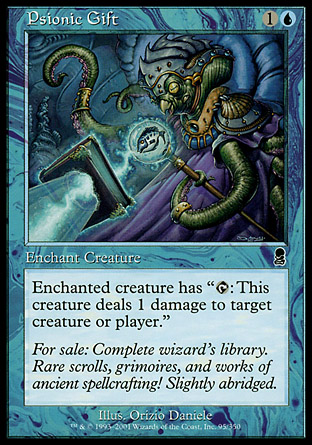 Psionic Gift 1
Enchant Creature
Enchanted creature has “: This
creature deals 1 damage to target
creature or player.”
For sale: Complete wizard's library.
Rare scrolls, grimoires, and works of
ancient spellcrafting! Slightly abridged.
Illus. Orizio Daniele
™ & © 1993-2001 Wizards of the Coast, Inc. 95/350